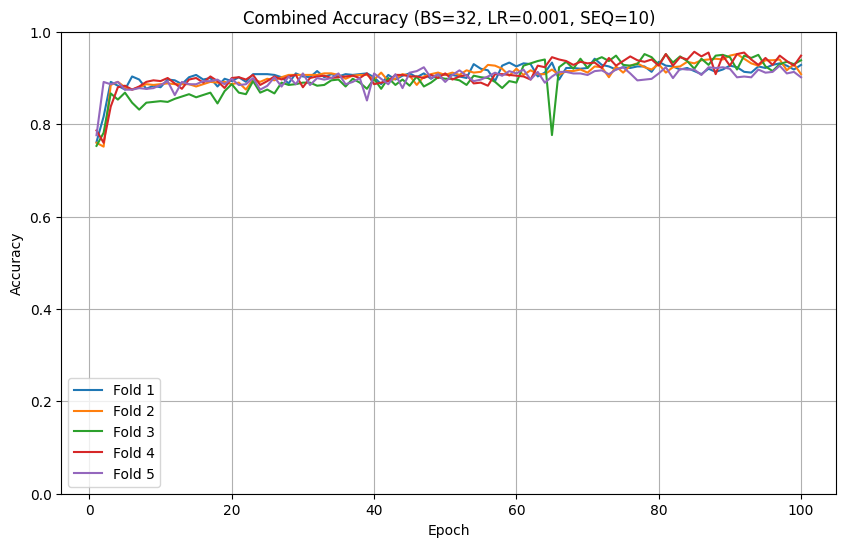 Combined Accuracy (BS=32, LR=0.001, SEQ=10)
1.0
0.8
0.6
0.4
0.2
0.0
Accuracy
Fold 1
Fold 2
Fold 3
Fold 4
Fold 5
0 20 40 60 80 100
Epoch